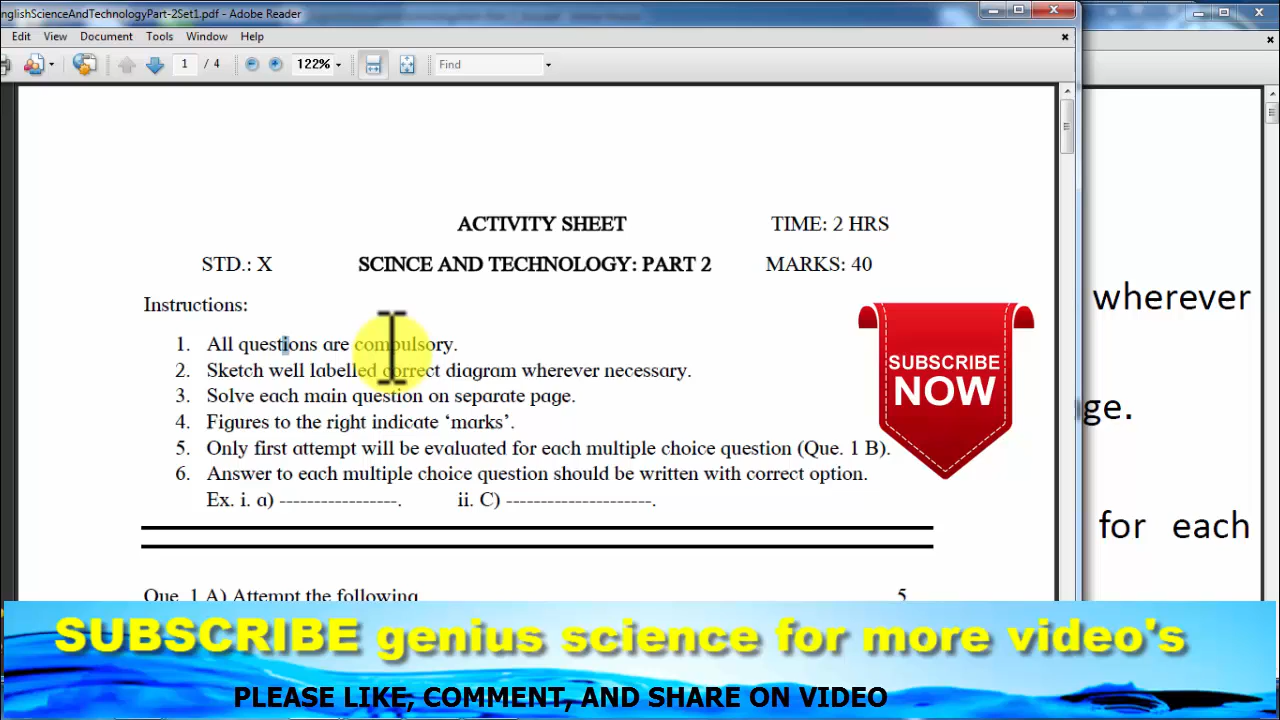 nglishScienceAndTechnologyPart-2Set1.pdf - Adobe Reader
Edit View Document Tools Window Help
1 / 4 122% Find
ACTIVITY SHEET TIME: 2 HRS
STD.: X SCINCE AND TECHNOLOGY: PART 2 MARKS: 40
Instructions:
1. All questions are compulsory.
2. Sketch well labelled correct diagram wherever necessary.
3. Solve each main question on separate page.
4. Figures to the right indicate ‘marks’.
5. Only first attempt will be evaluated for each multiple choice question (Que. 1 B).
6. Answer to each multiple choice question should be written with correct option.
Ex. i. a) -----------------. ii. C) ---------------------.
Que. 1 A) Attempt the following 5
SUBSCRIBE
NOW
wherever
ge.
for each
SUBSCRIBE genius science for more video's
PLEASE LIKE, COMMENT, AND SHARE ON VIDEO